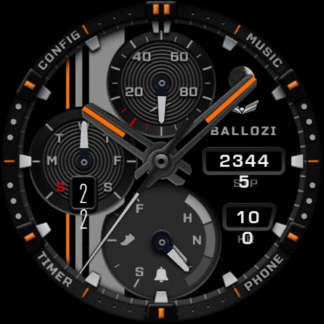 CONFIG
MUSIC
40 60
20 80
BALLOZI
T T
M F
S S
2344
5
2
2
F
H
10
0
N
S
TIMER
PHONE